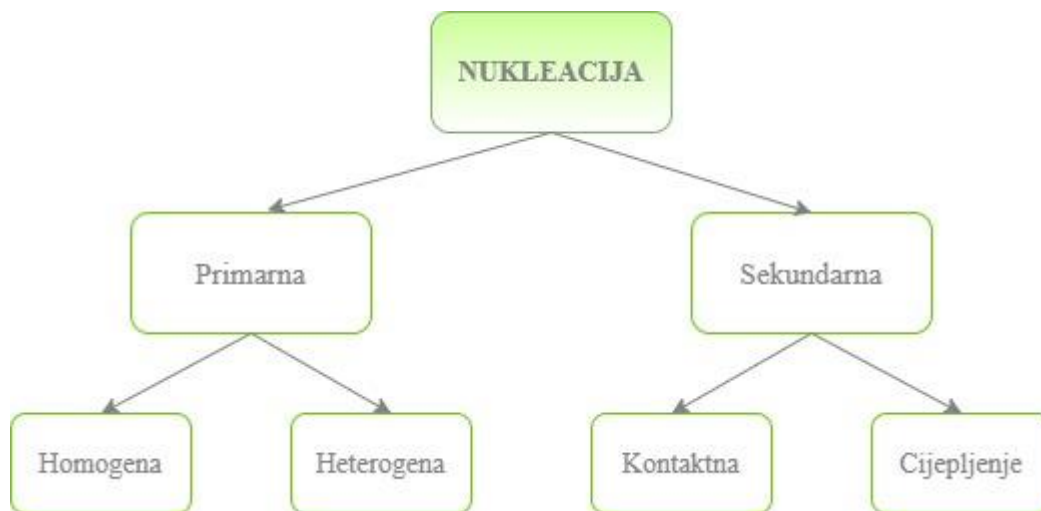 NUKLEACIJA
Primarna
Sekundarna
Homogena
Heterogena
Kontaktna
Cijepljenje